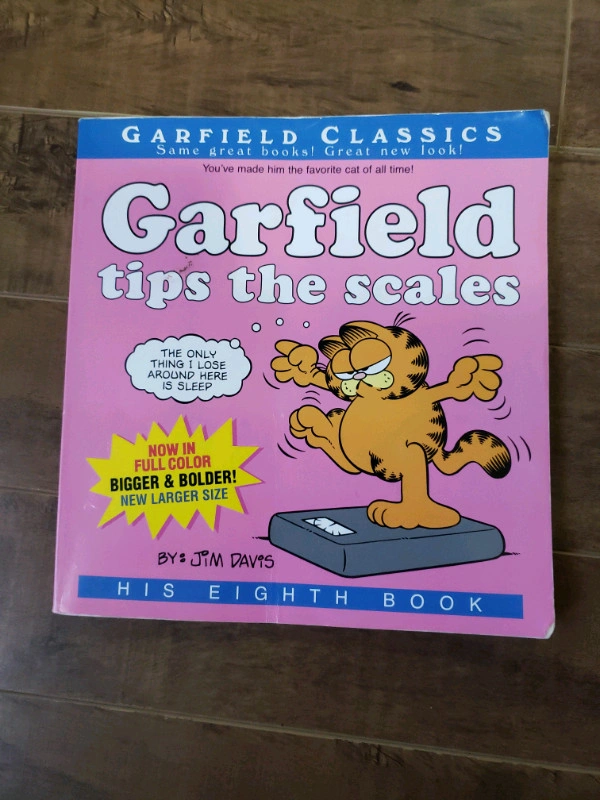 GARFIELD CLASSICS
Same great books! Great new look!
You've made him the favorite cat of all time!
Garfield
tips the scales
THE ONLY
THING I LOSE
AROUND HERE
IS SLEEP
NOW IN
FULL COLOR
BIGGER & BOLDER!
NEW LARGER SIZE
BY: JIM DAVIS
HIS EIGHTH BOOK